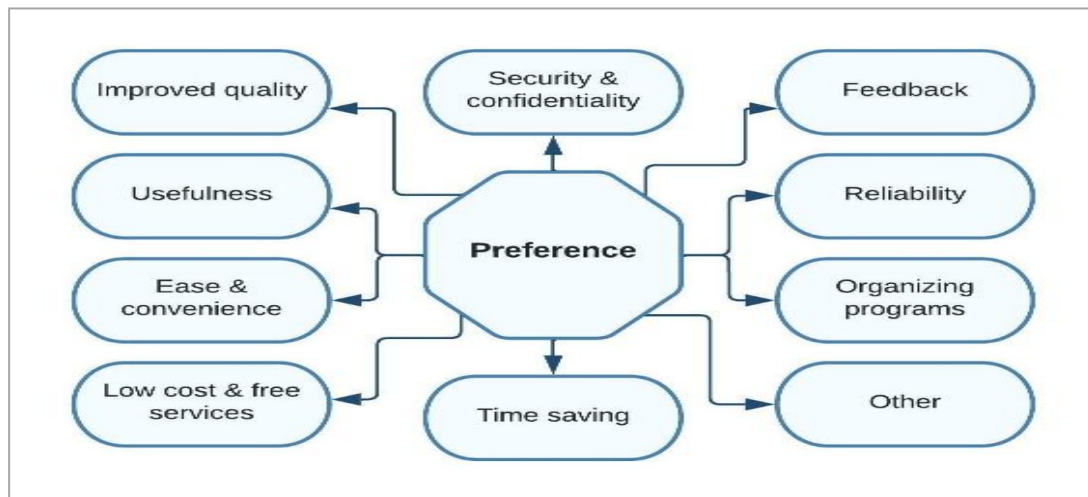 Improved quality
Security &
confidentiality
Feedback
Usefulness
Reliability
Preference
Ease &
convenience
Organizing
programs
Low cost & free
services
Time saving
Other